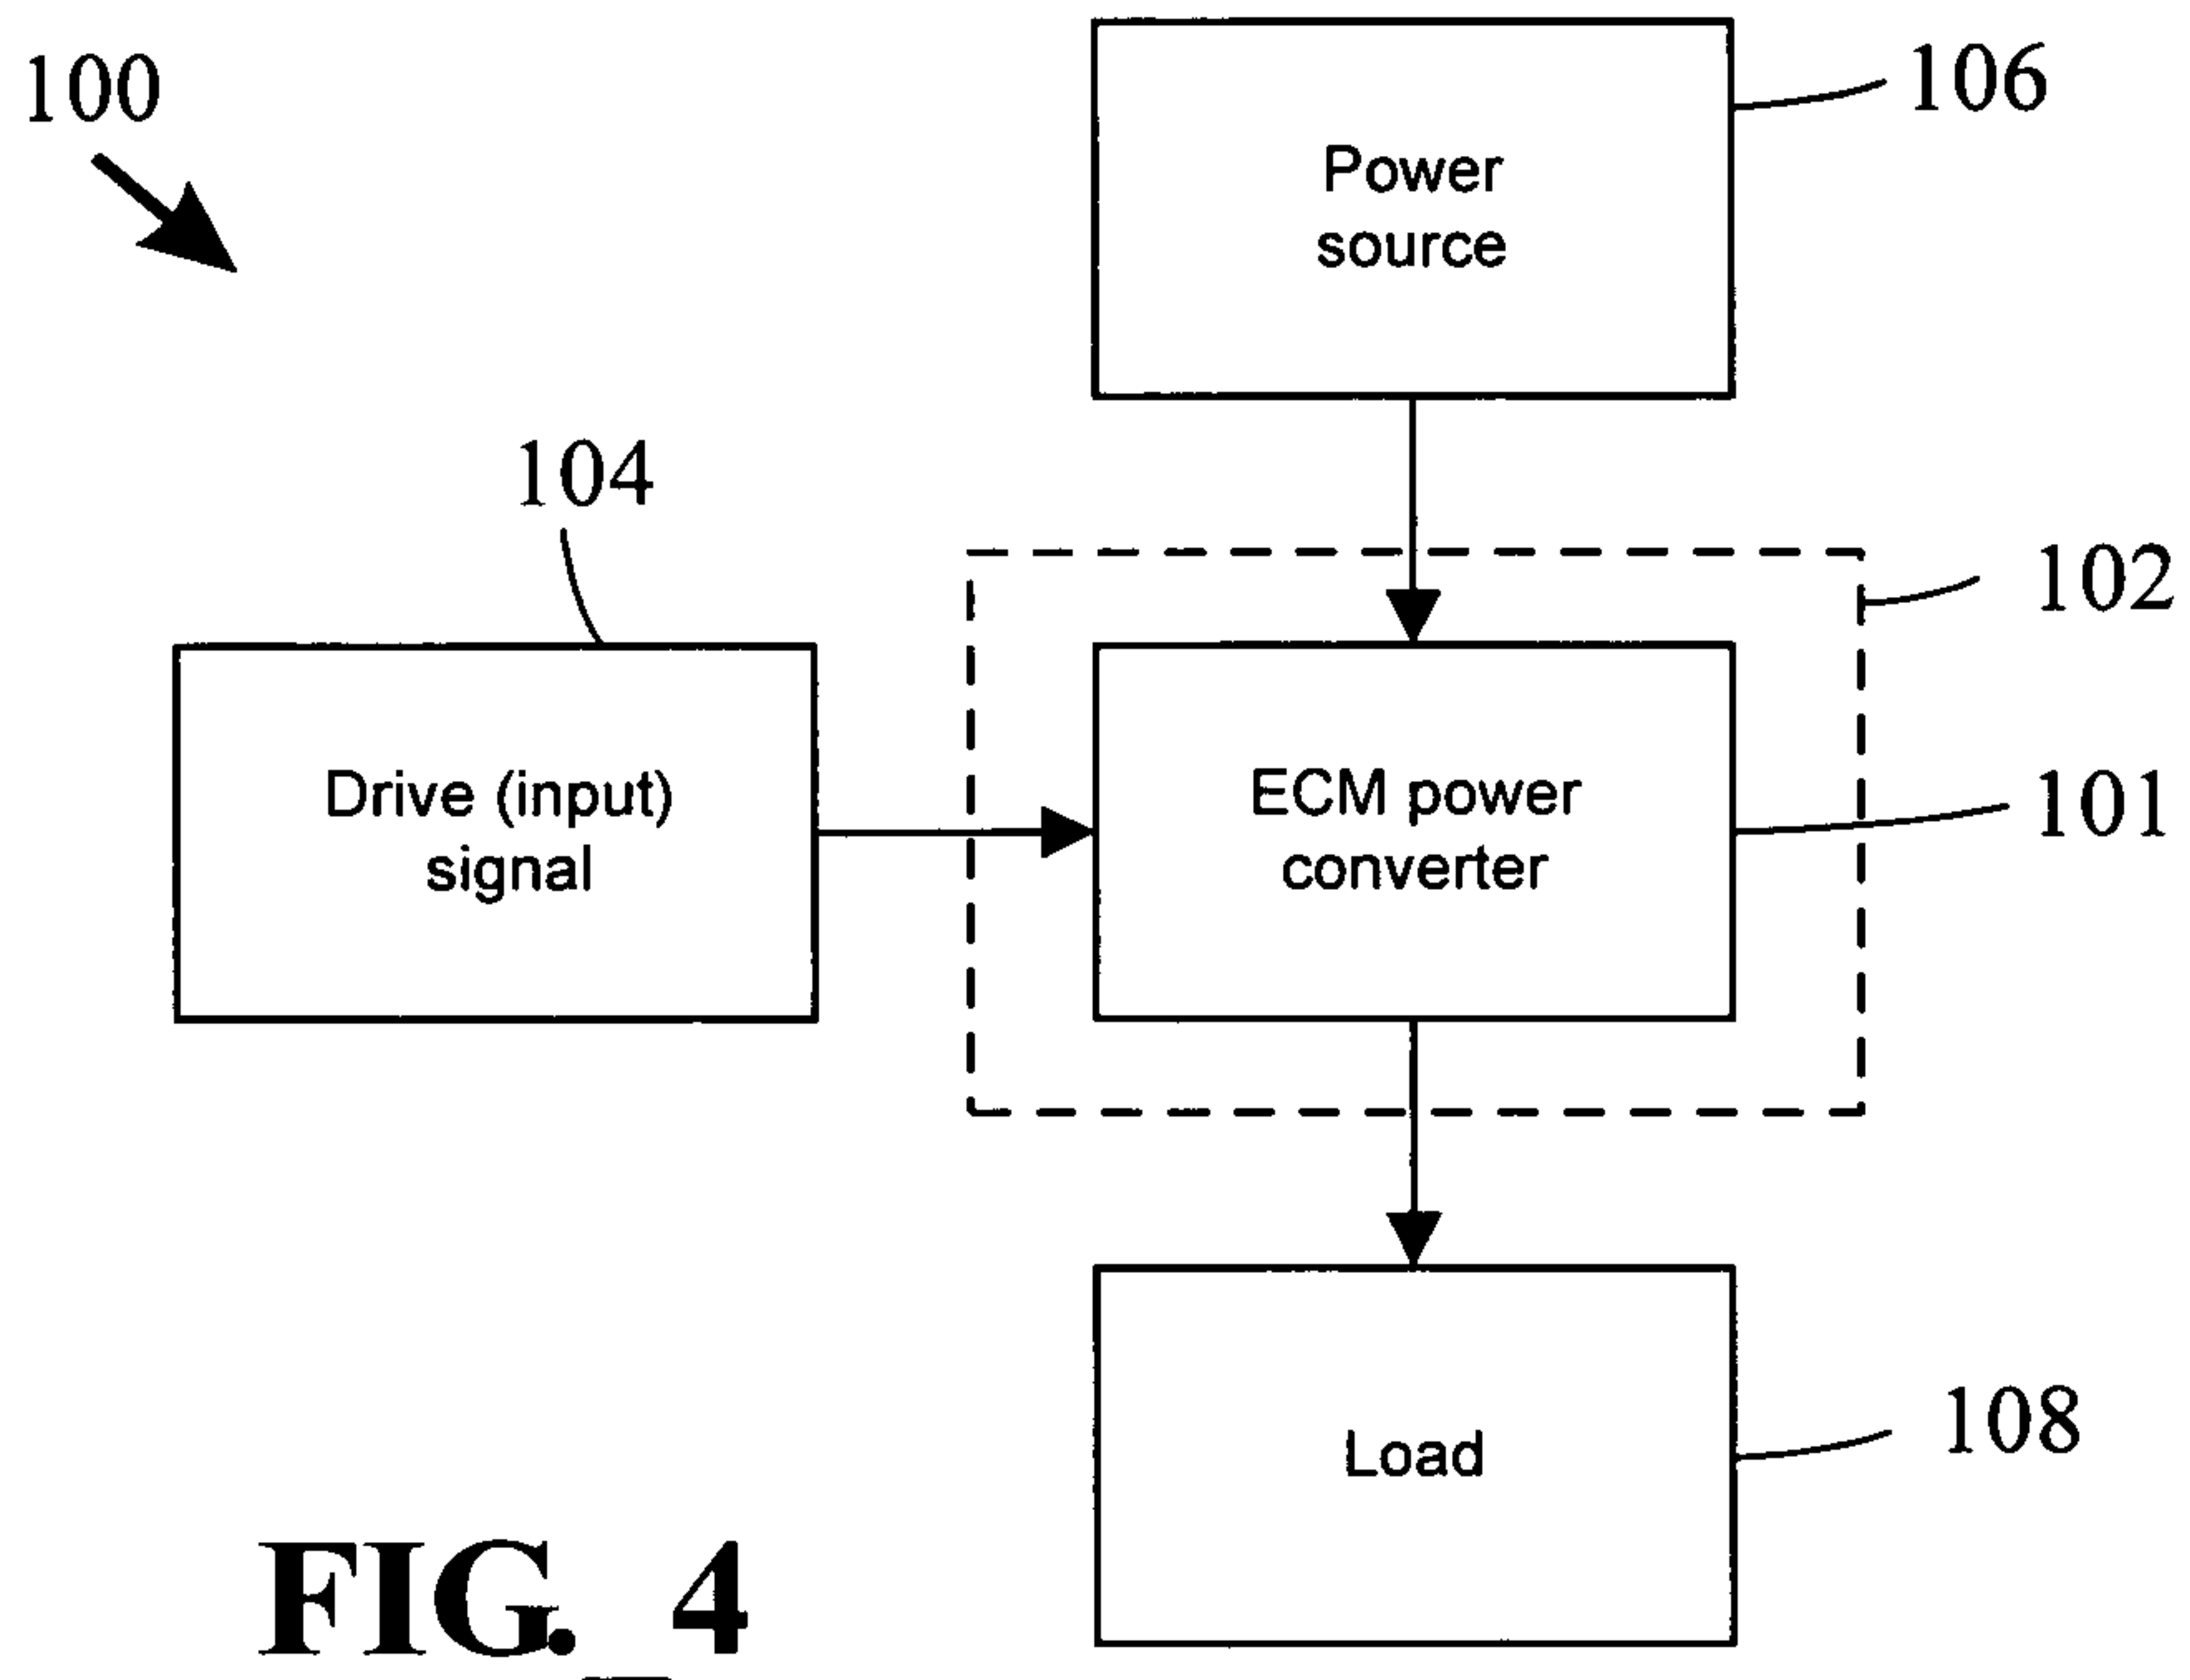 100
106
Power
source
104
102
Drive (input)
signal
ECM power
converter
101
Load
108
FIG. 4